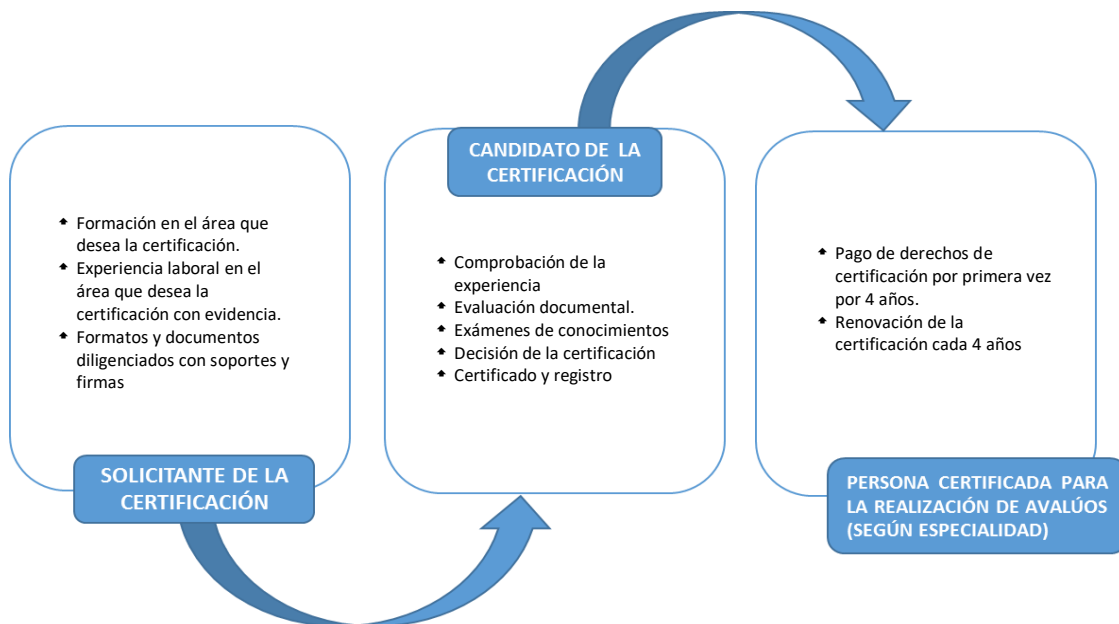 Formación en el área que
desea la certificación.
Experiencia laboral en el
área que desea la
certificación con evidencia.
Formatos y documentos
diligenciados con soportes y
firmas
SOLICITANTE DE LA
CERTIFICACIÓN
CANDIDATO DE LA
CERTIFICACIÓN
Comprobación de la
experiencia
Evaluación documental.
Exámenes de conocimientos
Decisión de la certificación
Certificado y registro
Pago de derechos de
certificación por primera vez
por 4 años.
Renovación de la
certificación cada 4 años
PERSONA CERTIFICADA PARA
LA REALIZACIÓN DE AVALÚOS
(SEGÚN ESPECIALIDAD)